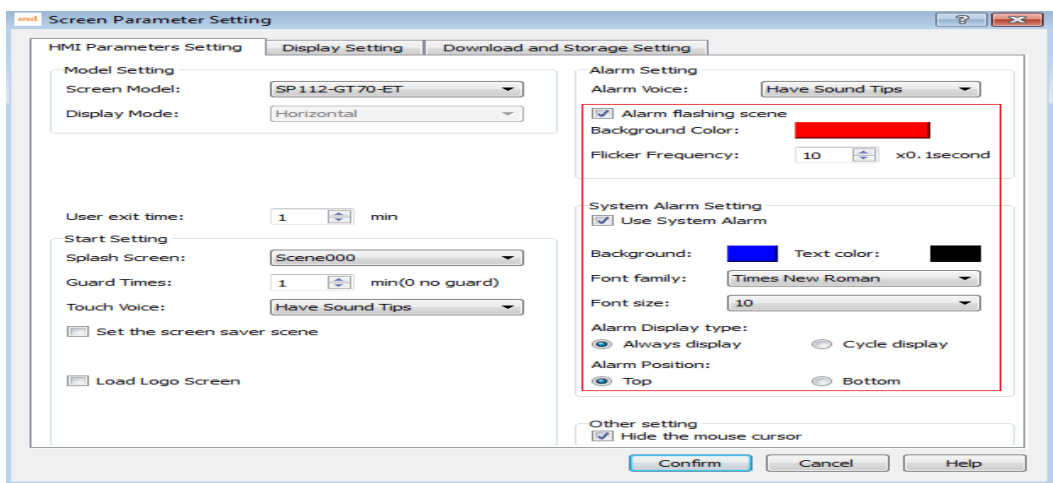 Screen Parameter Setting
HMI Parameters Setting
Display Setting
Download and Storage Setting
Model Setting
Screen Model: SP112-GT70-ET
Display Mode: Horizontal
User exit time: 1 min
Start Setting
Splash Screen: Scene000
Guard Times: 1 min(0 no guard)
Touch Voice: Have Sound Tips
Set the screen saver scene
Load Logo Screen
Alarm Setting
Alarm Voice: Have Sound Tips
Alarm flashing scene
Background Color:
Flicker Frequency: 10 x0.1second
System Alarm Setting
Use System Alarm
Background: Text color:
Font family: Times New Roman
Font size: 10
Alarm Display type:
Always display Cycle display
Alarm Position:
Top Bottom
Other setting
Hide the mouse cursor
Confirm Cancel Help